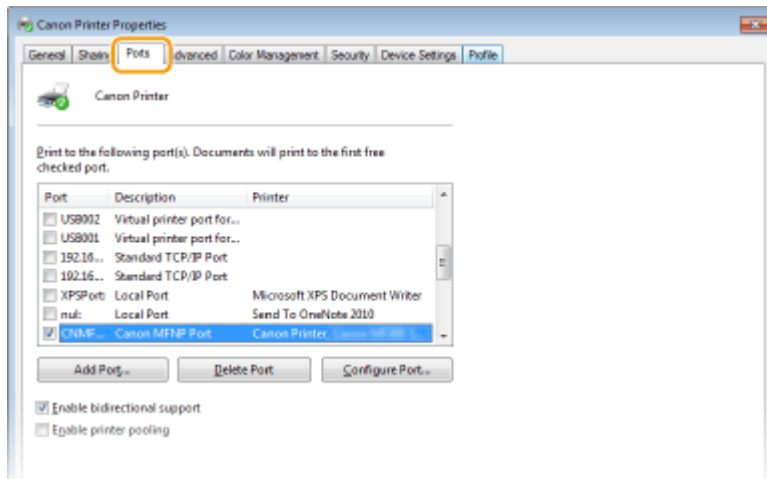 Canon Printer Properties
General Sharin Ports dvanced Color Management Security Device Settings Profile
Canon Printer
Print to the following port(s). Documents will print to the first free
checked port.
Port Description Printer
USB002 Virtual printer port for...
USB001 Virtual printer port for...
192.16... Standard TCP/IP Port
192.16... Standard TCP/IP Port
XPSPort: Local Port Microsoft XPS Document Writer
nul: Local Port Send To OneNote 2010
CNMF... Canon MFNP Port Canon Printer,
Add Port... Delete Port Configure Port...
Enable bidirectional support
Enable printer pooling